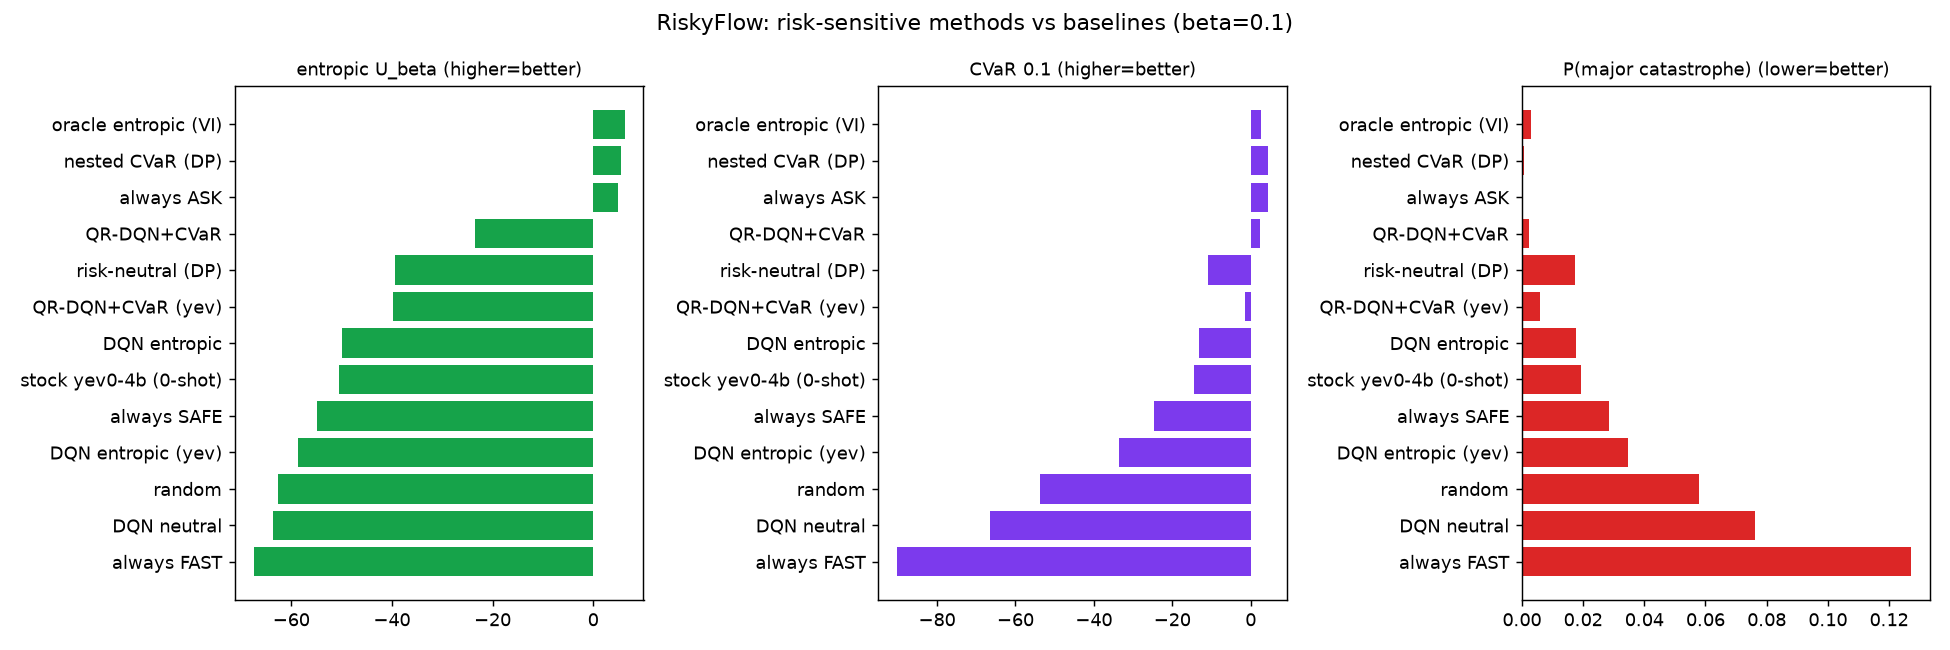 RiskyFlow: risk-sensitive methods vs baselines (beta=0.1)
entropic U_beta (higher=better)
oracle entropic (VI)
nested CVaR (DP)
always ASK
QR-DQN+CVaR
risk-neutral (DP)
QR-DQN+CVaR (yev)
DQN entropic
stock yev0-4b (0-shot)
always SAFE
DQN entropic (yev)
random
DQN neutral
always FAST
−60 −40 −20 0
CVaR 0.1 (higher=better)
oracle entropic (VI)
nested CVaR (DP)
always ASK
QR-DQN+CVaR
risk-neutral (DP)
QR-DQN+CVaR (yev)
DQN entropic
stock yev0-4b (0-shot)
always SAFE
DQN entropic (yev)
random
DQN neutral
always FAST
−80 −60 −40 −20 0
P(major catastrophe) (lower=better)
oracle entropic (VI)
nested CVaR (DP)
always ASK
QR-DQN+CVaR
risk-neutral (DP)
QR-DQN+CVaR (yev)
DQN entropic
stock yev0-4b (0-shot)
always SAFE
DQN entropic (yev)
random
DQN neutral
always FAST
0.00 0.02 0.04 0.06 0.08 0.10 0.12